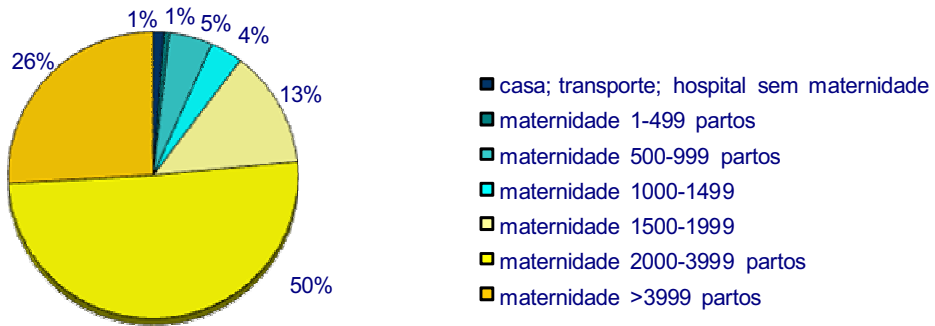 1%
1%
5%
4%
13%
26%
50%
casa; transporte; hospital sem maternidade
maternidade 1-499 partos
maternidade 500-999 partos
maternidade 1000-1499
maternidade 1500-1999
maternidade 2000-3999 partos
maternidade >3999 partos